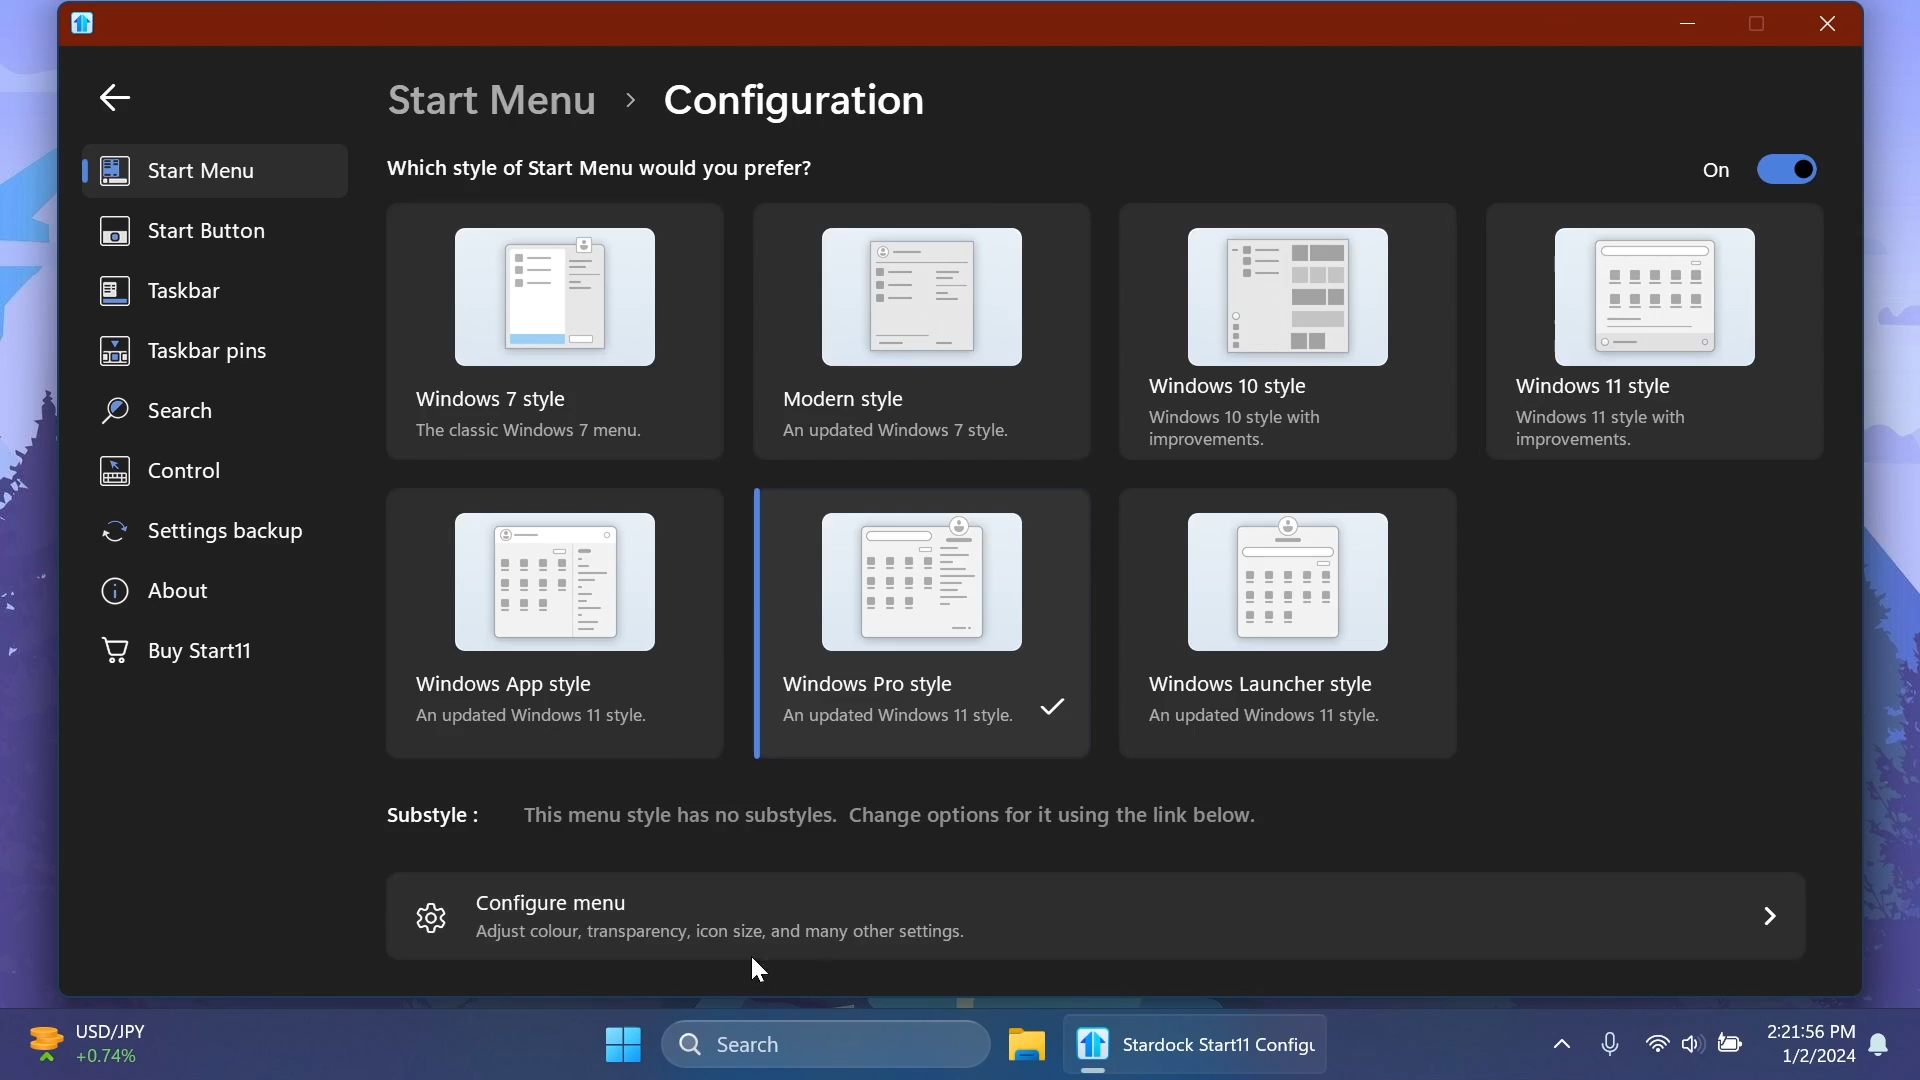 Start Menu > Configuration
Start Menu
Start Button
Taskbar
Taskbar pins
Search
Control
Settings backup
About
Buy Start11
Which style of Start Menu would you prefer?
On
Windows 7 style
The classic Windows 7 menu.
Modern style
An updated Windows 7 style.
Windows 10 style
Windows 10 style with
improvements.
Windows 11 style
Windows 11 style with
improvements.
Windows App style
An updated Windows 11 style.
Windows Pro style
An updated Windows 11 style.
Windows Launcher style
An updated Windows 11 style.
Substyle : This menu style has no substyles. Change options for it using the link below.
Configure menu
Adjust colour, transparency, icon size, and many other settings.
USD/JPY
+0.74%
Search
Stardock Start11 Configu
2:21:56 PM
1/2/2024